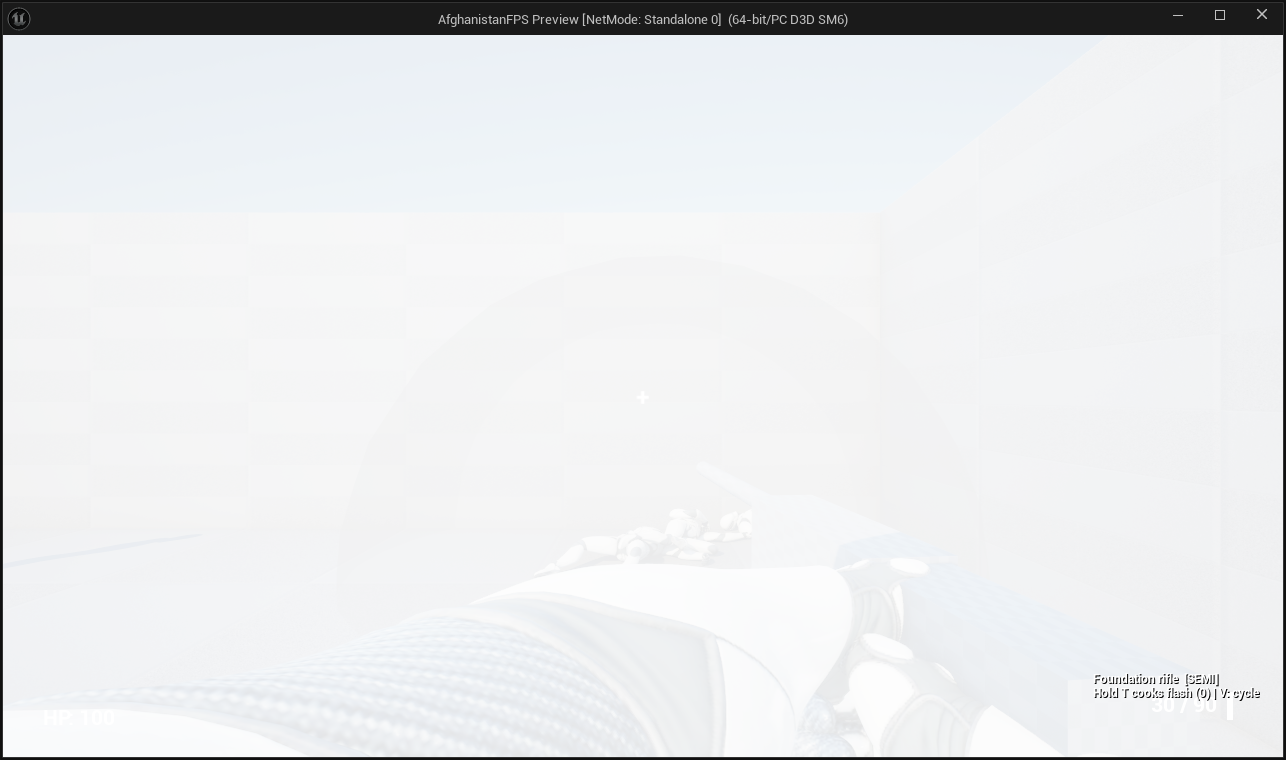 AfghanistanFPS Preview [NetMode: Standalone 0] (64-bit/PC D3D SM6)
Foundation rifle [SEMI]
Hold T cooks flash (0) | V: cycle
HP 100
30 / 90